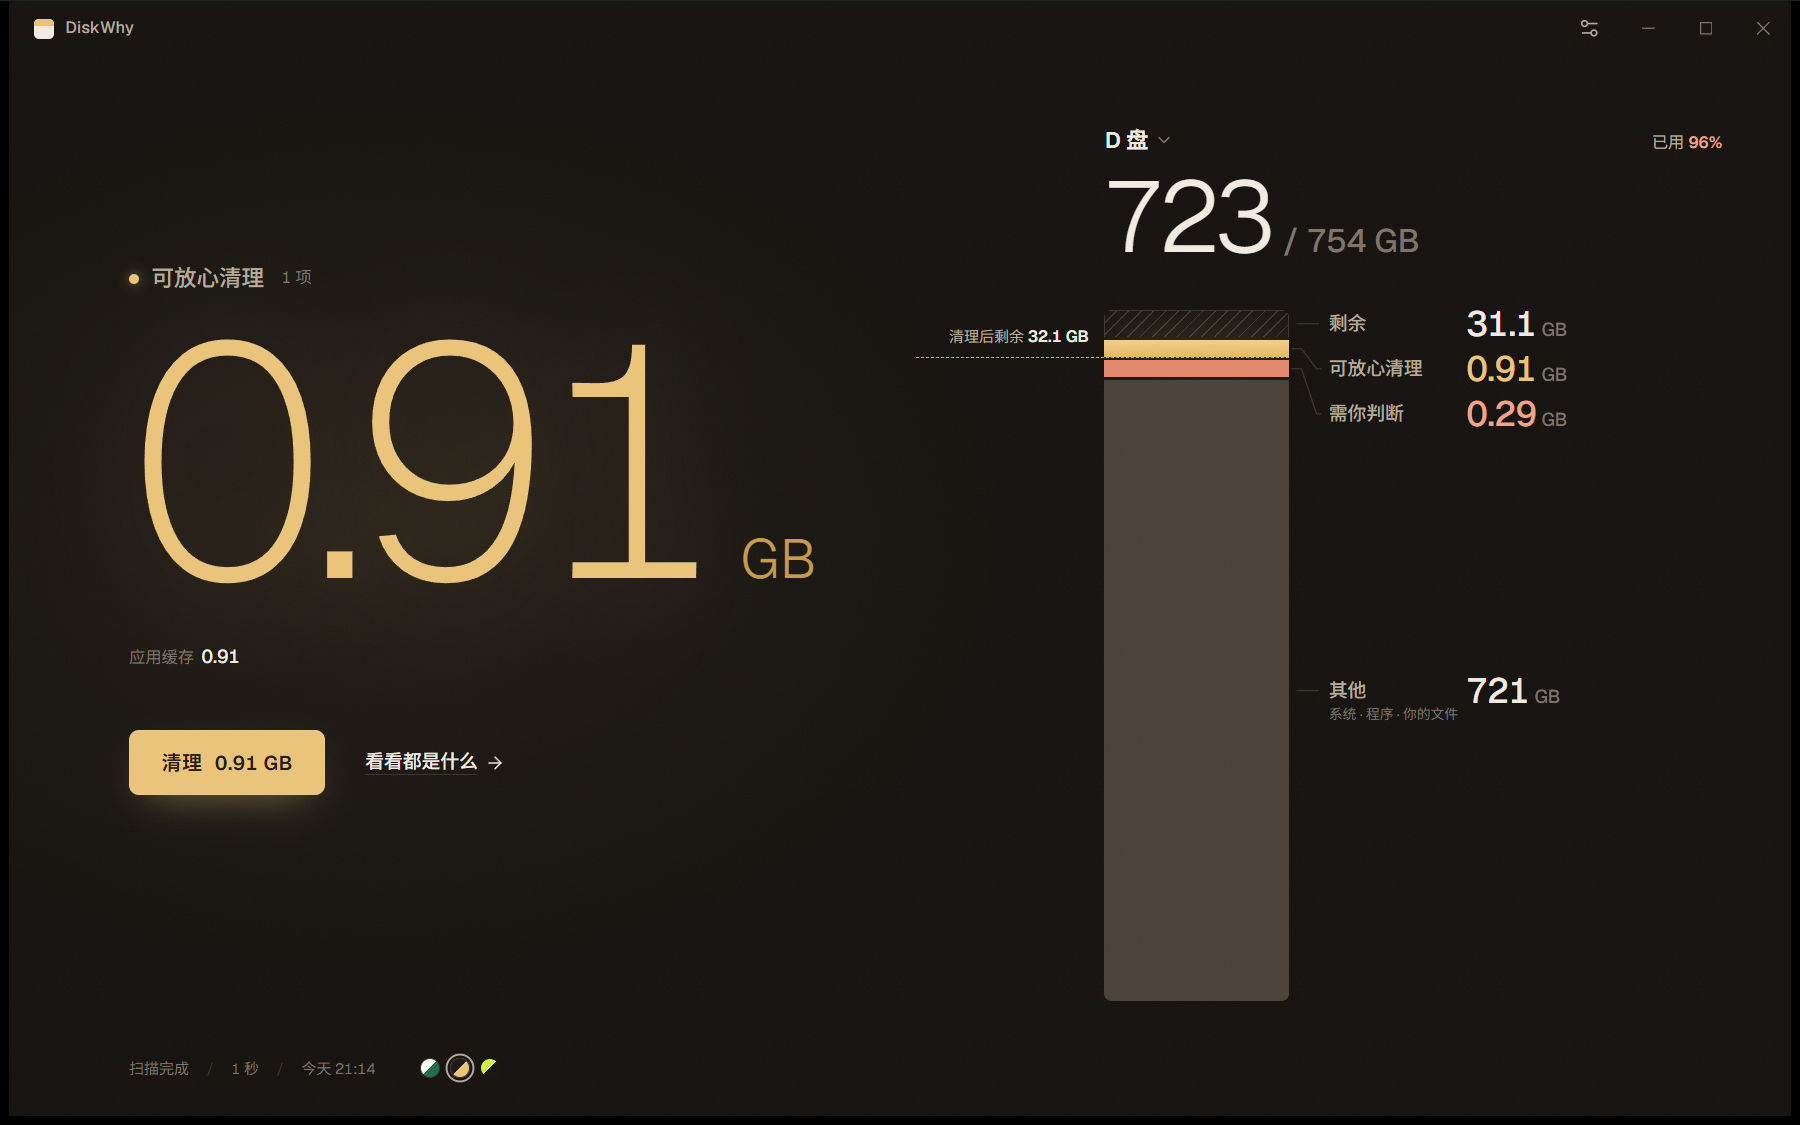 DiskWhy
可放心清理 1 项
0.91 GB
应用缓存 0.91
清理 0.91 GB
看看都是什么 →
扫描完成 / 1 秒 / 今天 21:14
D 盘
已用 96%
723 / 754 GB
清理后剩余 32.1 GB
剩余 31.1 GB
可放心清理 0.91 GB
需你判断 0.29 GB
其他 721 GB
系统 · 程序 · 你的文件